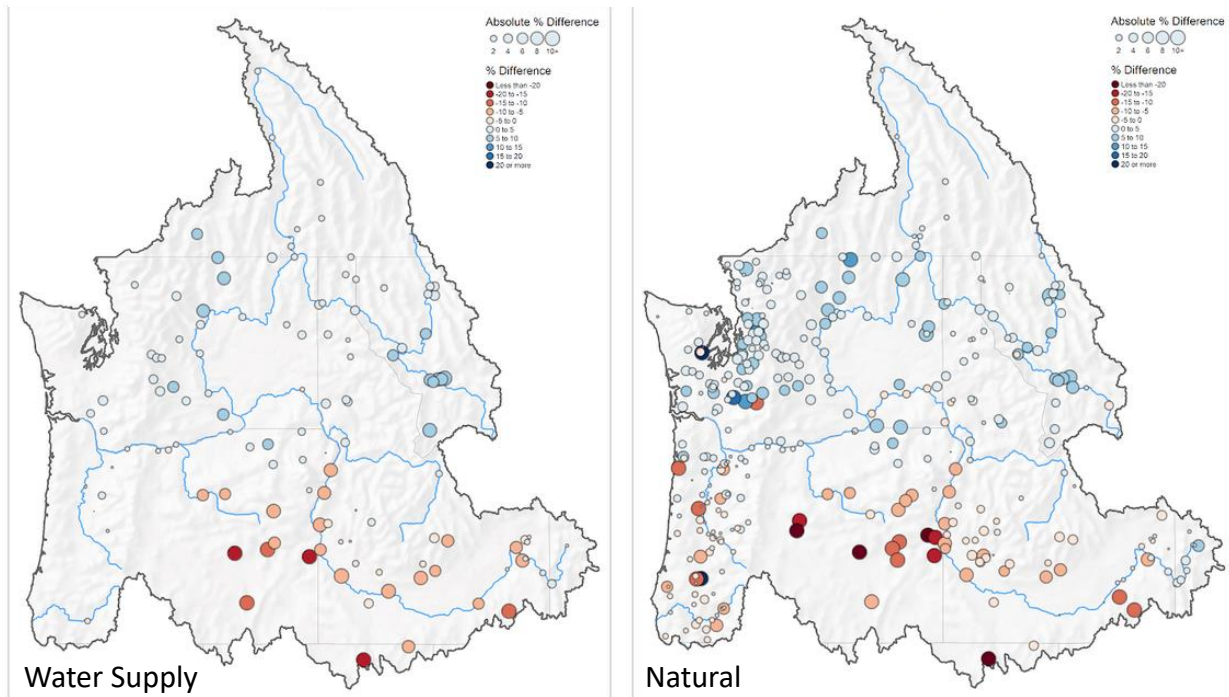 Absolute % Difference
2 4 6 8 10+
% Difference
Less than -20
-20 to -15
-15 to -10
-10 to -5
-5 to 0
0 to 5
5 to 10
10 to 15
15 to 20
20 or more
Water Supply
Absolute % Difference
2 4 6 8 10+
% Difference
Less than -20
-20 to -15
-15 to -10
-10 to -5
-5 to 0
0 to 5
5 to 10
10 to 15
15 to 20
20 or more
Natural